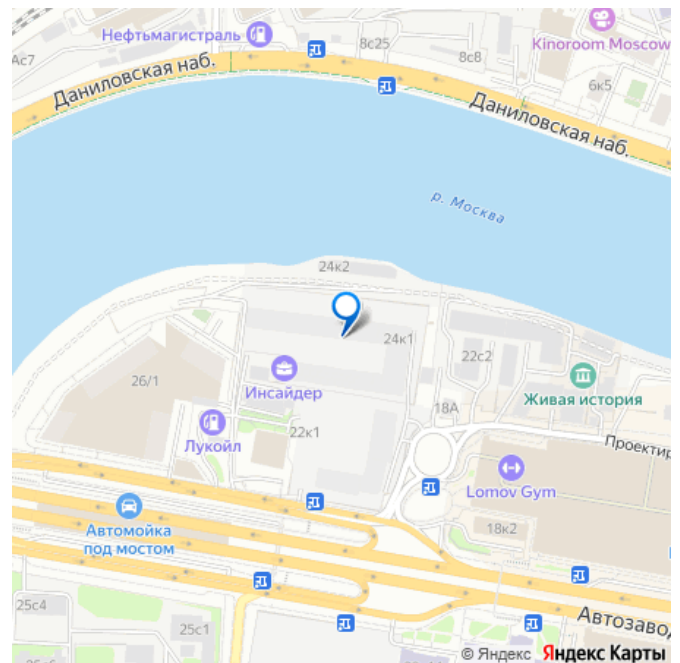 Нефтьмагистраль
8с25
8с8
Kinoroom Moscow
6к5
Даниловская наб.
Даниловская наб.
р. Москва
24к2
24к1
22с2
26/1
Инсайдер
Живая история
18А
Лукойл
22к1
Проектир
Lomov Gym
18к2
Автомойка
под мостом
25с4
25с1
Автозавод
© Яндекс Яндекс Карты